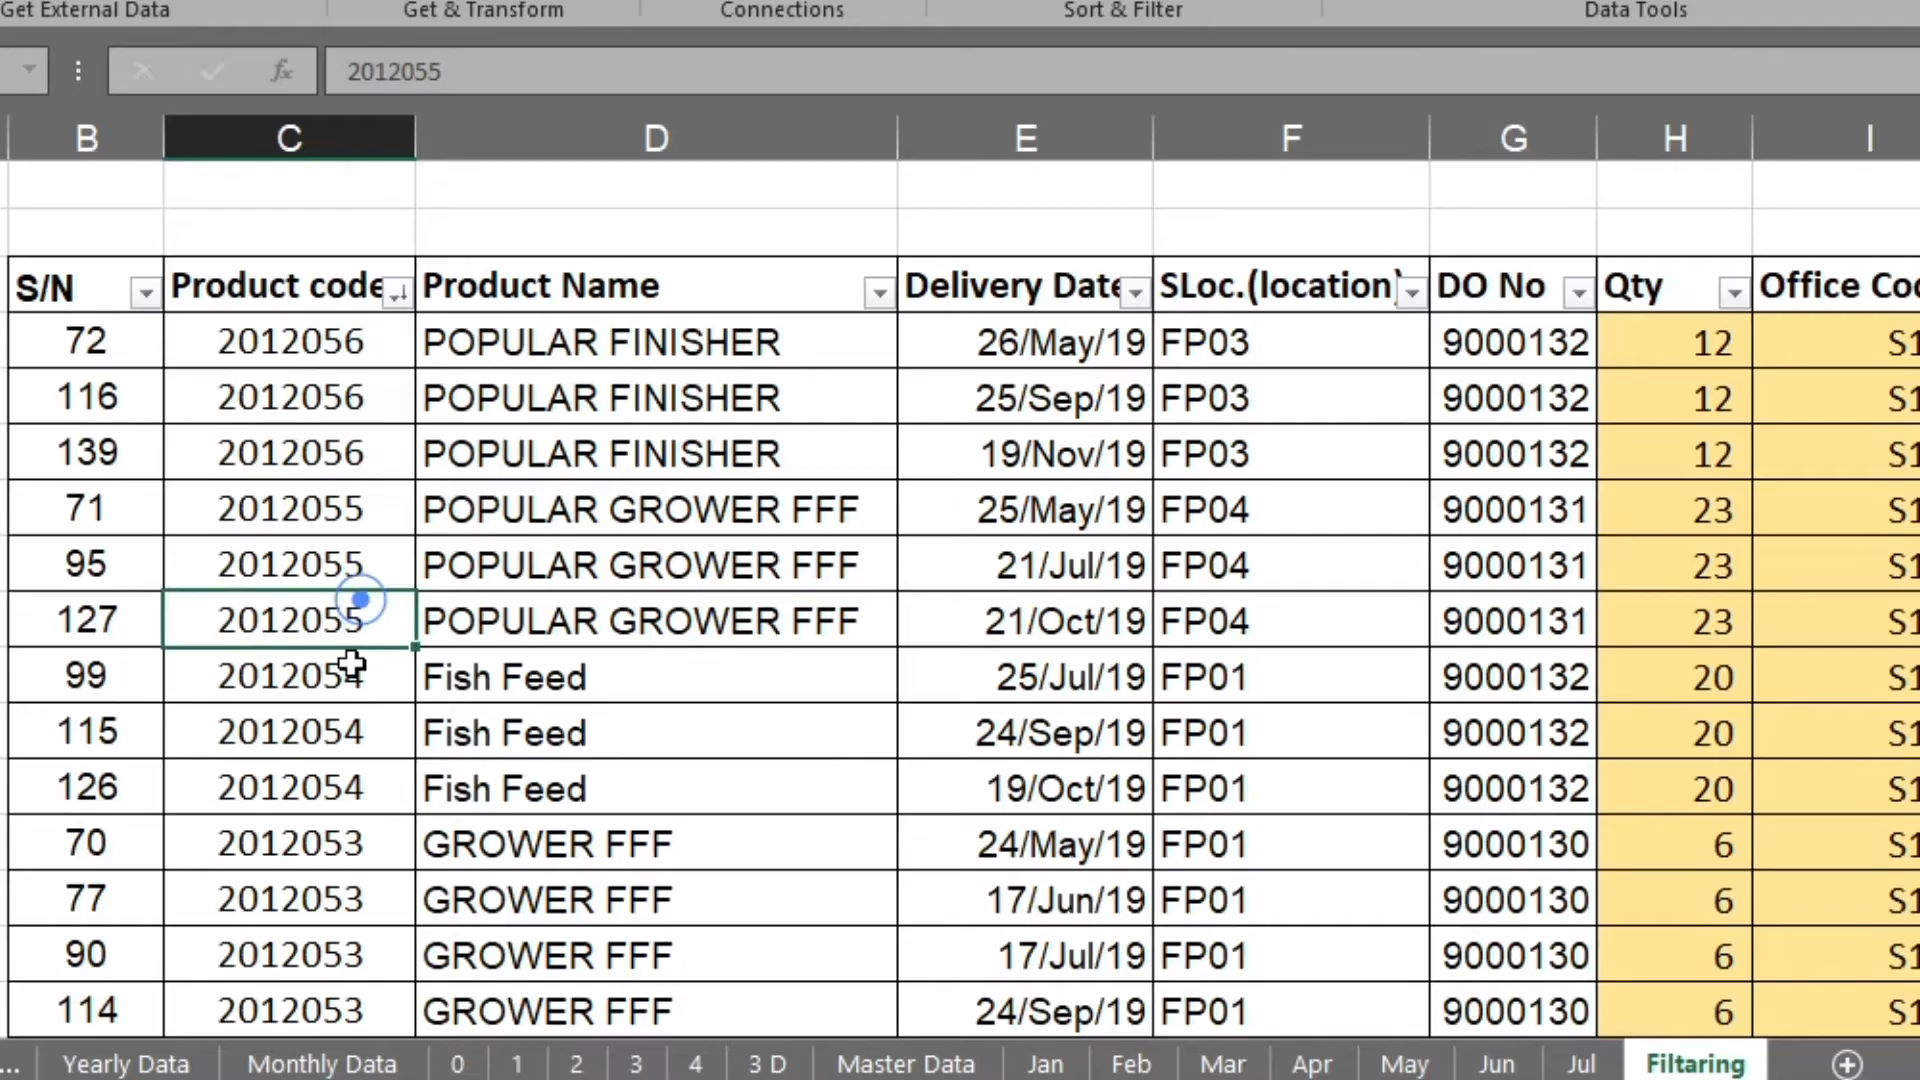 Get External Data Get & Transform Connections Sort & Filter Data Tools
fx 2012055
B C D E F G H I
S/N Product code Product Name Delivery Date SLoc.(location) DO No Qty Office Coo
72 2012056 POPULAR FINISHER 26/May/19 FP03 9000132 12 S1
116 2012056 POPULAR FINISHER 25/Sep/19 FP03 9000132 12 S1
139 2012056 POPULAR FINISHER 19/Nov/19 FP03 9000132 12 S1
71 2012055 POPULAR GROWER FFF 25/May/19 FP04 9000131 23 S1
95 2012055 POPULAR GROWER FFF 21/Jul/19 FP04 9000131 23 S1
127 2012055 POPULAR GROWER FFF 21/Oct/19 FP04 9000131 23 S1
99 2012054 Fish Feed 25/Jul/19 FP01 9000132 20 S1
115 2012054 Fish Feed 24/Sep/19 FP01 9000132 20 S1
126 2012054 Fish Feed 19/Oct/19 FP01 9000132 20 S1
70 2012053 GROWER FFF 24/May/19 FP01 9000130 6 S1
77 2012053 GROWER FFF 17/Jun/19 FP01 9000130 6 S1
90 2012053 GROWER FFF 17/Jul/19 FP01 9000130 6 S1
114 2012053 GROWER FFF 24/Sep/19 FP01 9000130 6 S1
... Yearly Data Monthly Data 0 1 2 3 4 3 D Master Data Jan Feb Mar Apr May Jun Jul Filtaring